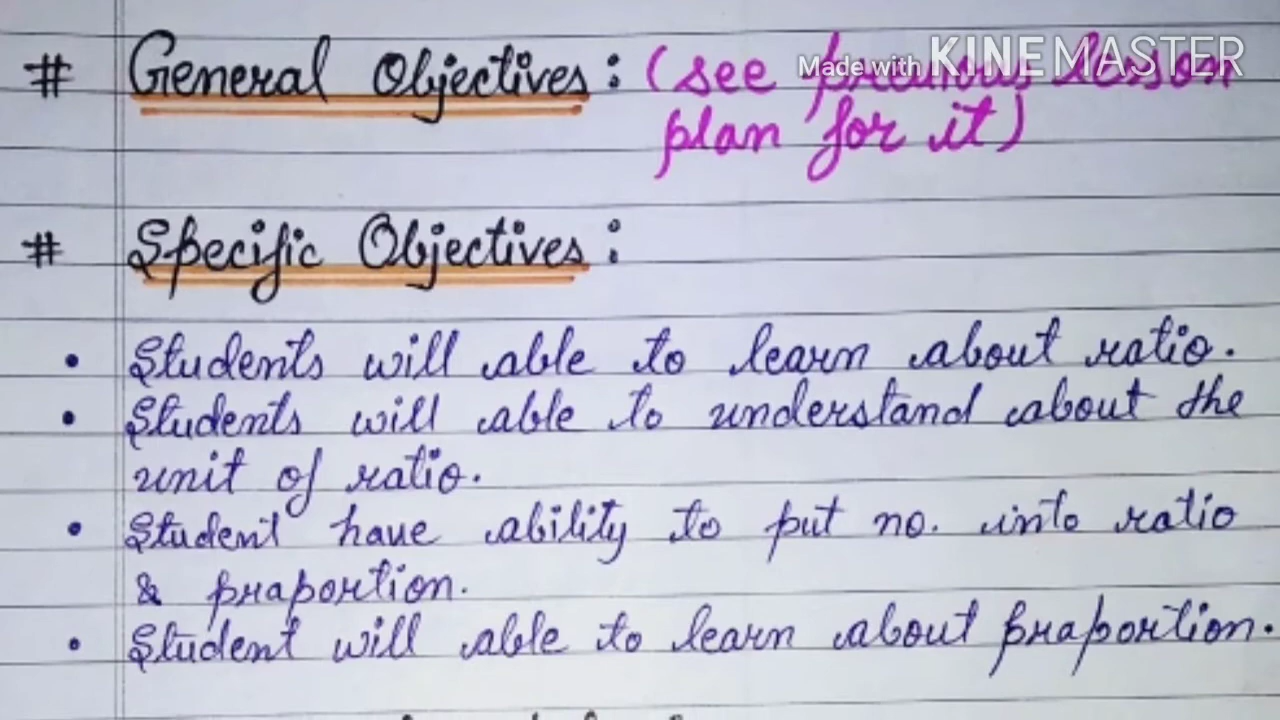 # General Objectives : (see previous lesson
Made with KINEMASTER
plan for it)
# Specific Objectives :
• Students will able to learn about ratio.
• Students will able to understand about the
unit of ratio.
• Student have ability to put no. into ratio
& praportion.
• Student will able to learn about praportion.